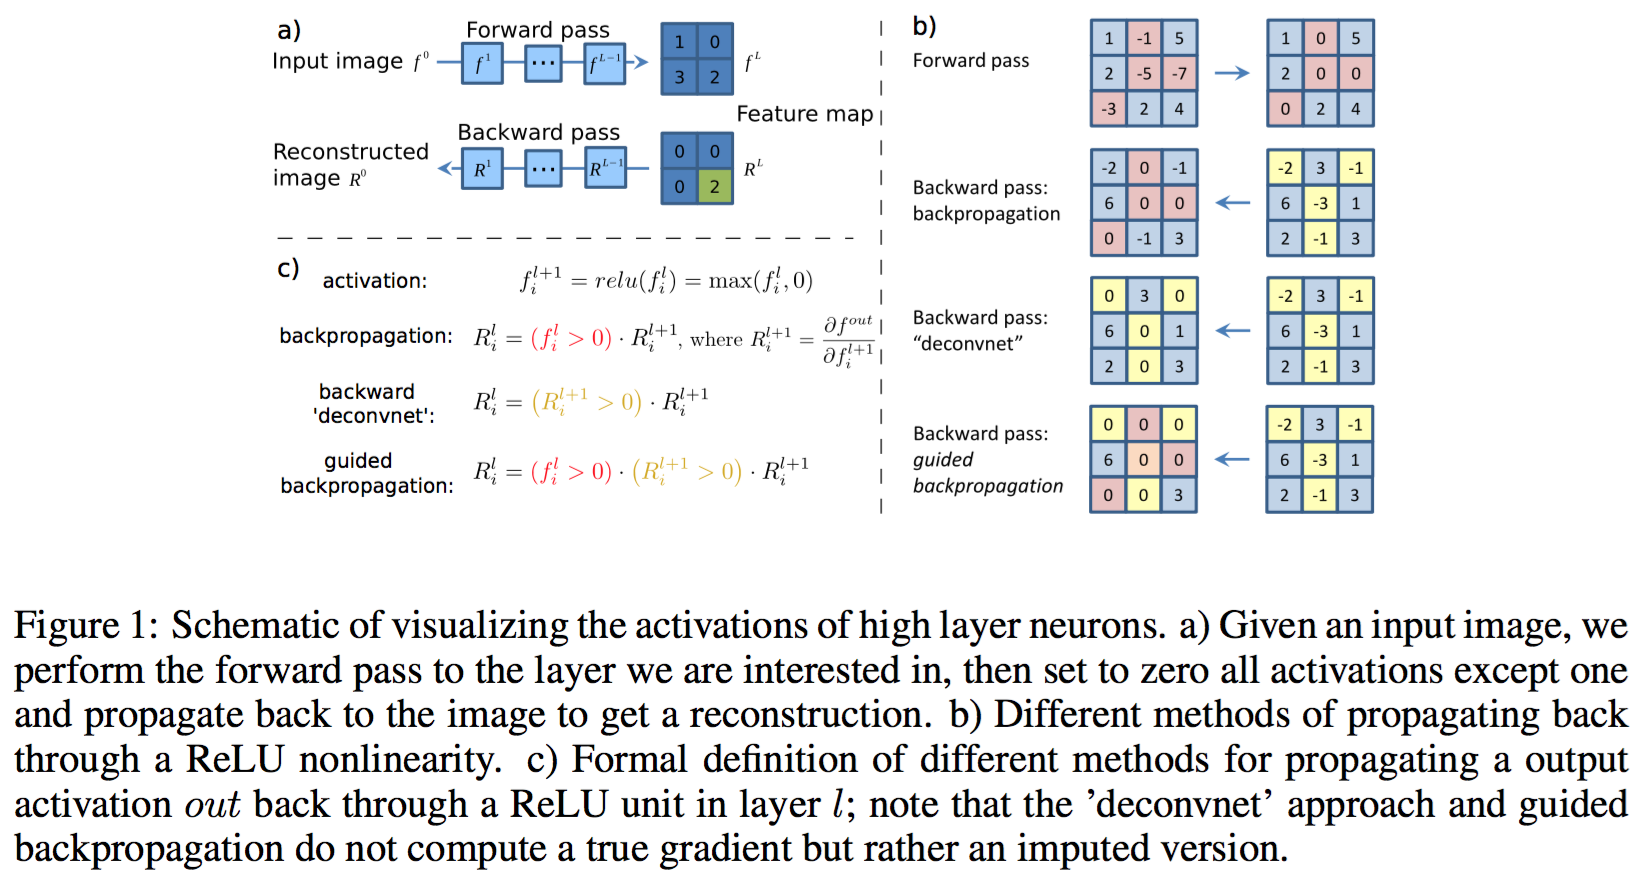 a)
Forward pass
Input image f⁰
f¹ ... f^{L-1}
1 0
3 2
f^L
Feature map
Backward pass
Reconstructed
image R⁰
R¹ ... R^{L-1}
0 0
0 2
R^L
c)
activation: f_i^{l+1} = relu(f_i^l) = max(f_i^l, 0)
backpropagation: R_i^l = (f_i^l > 0) · R_i^{l+1}, where R_i^{l+1} = ∂f^{out} / ∂f_i^{l+1}
backward
'deconvnet': R_i^l = (R_i^{l+1} > 0) · R_i^{l+1}
guided
backpropagation: R_i^l = (f_i^l > 0) · (R_i^{l+1} > 0) · R_i^{l+1}
b)
Forward pass
1 -1 5
2 -5 -7
-3 2 4
1 0 5
2 0 0
0 2 4
Backward pass:
backpropagation
-2 0 -1
6 0 0
0 -1 3
-2 3 -1
6 -3 1
2 -1 3
Backward pass:
“deconvnet”
0 3 0
6 0 1
2 0 3
-2 3 -1
6 -3 1
2 -1 3
Backward pass:
guided
backpropagation
0 0 0
6 0 0
0 0 3
-2 3 -1
6 -3 1
2 -1 3
Figure 1: Schematic of visualizing the activations of high layer neurons. a) Given an input image, we
perform the forward pass to the layer we are interested in, then set to zero all activations except one
and propagate back to the image to get a reconstruction. b) Different methods of propagating back
through a ReLU nonlinearity. c) Formal definition of different methods for propagating a output
activation out back through a ReLU unit in layer l; note that the ’deconvnet’ approach and guided
backpropagation do not compute a true gradient but rather an imputed version.